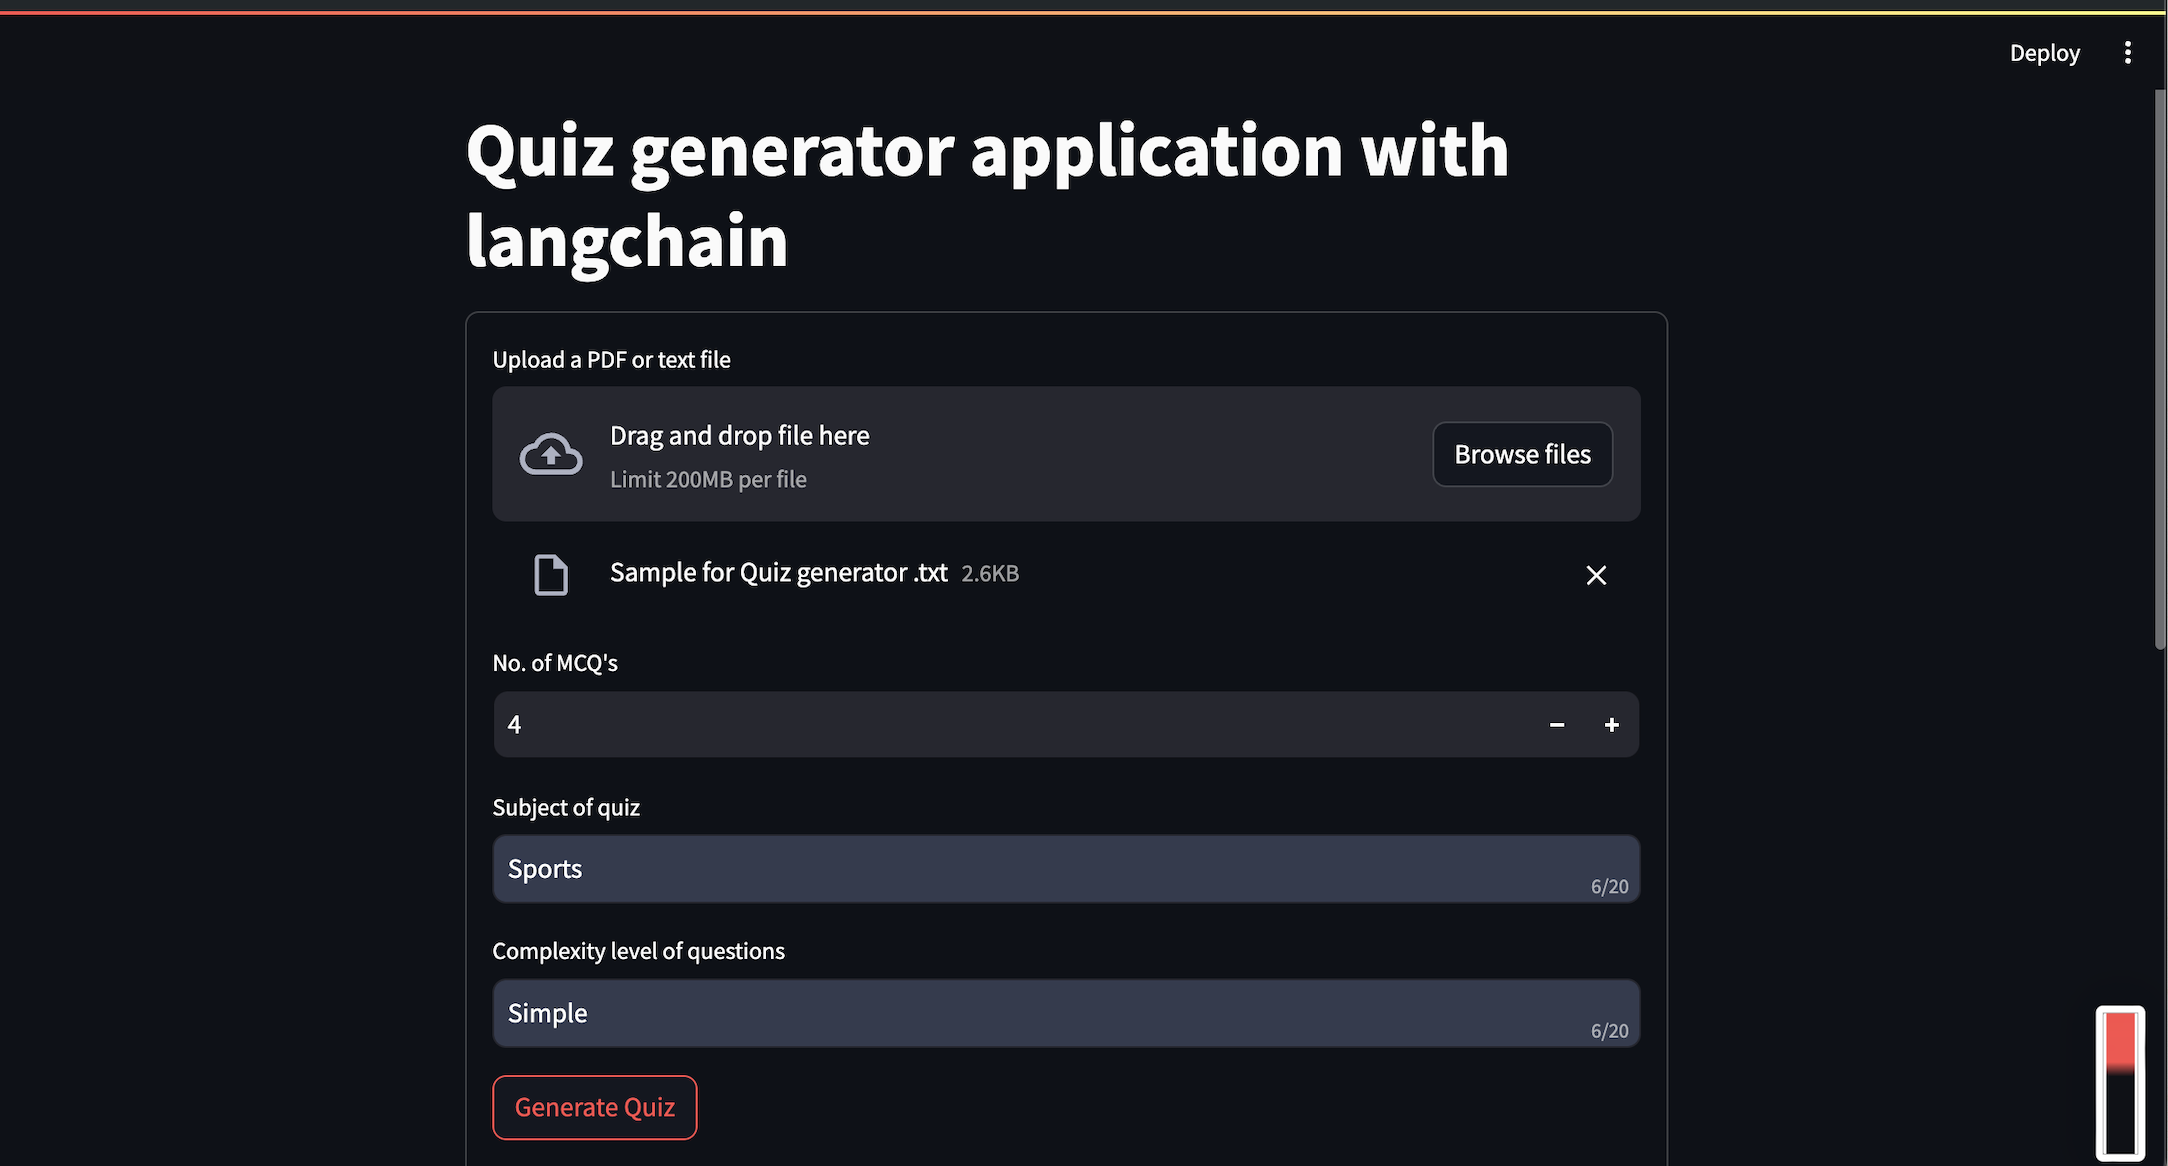 Deploy
Quiz generator application with
langchain
Upload a PDF or text file
Drag and drop file here
Limit 200MB per file
Browse files
Sample for Quiz generator .txt 2.6KB
No. of MCQ's
4
Subject of quiz
Sports
6/20
Complexity level of questions
Simple
6/20
Generate Quiz